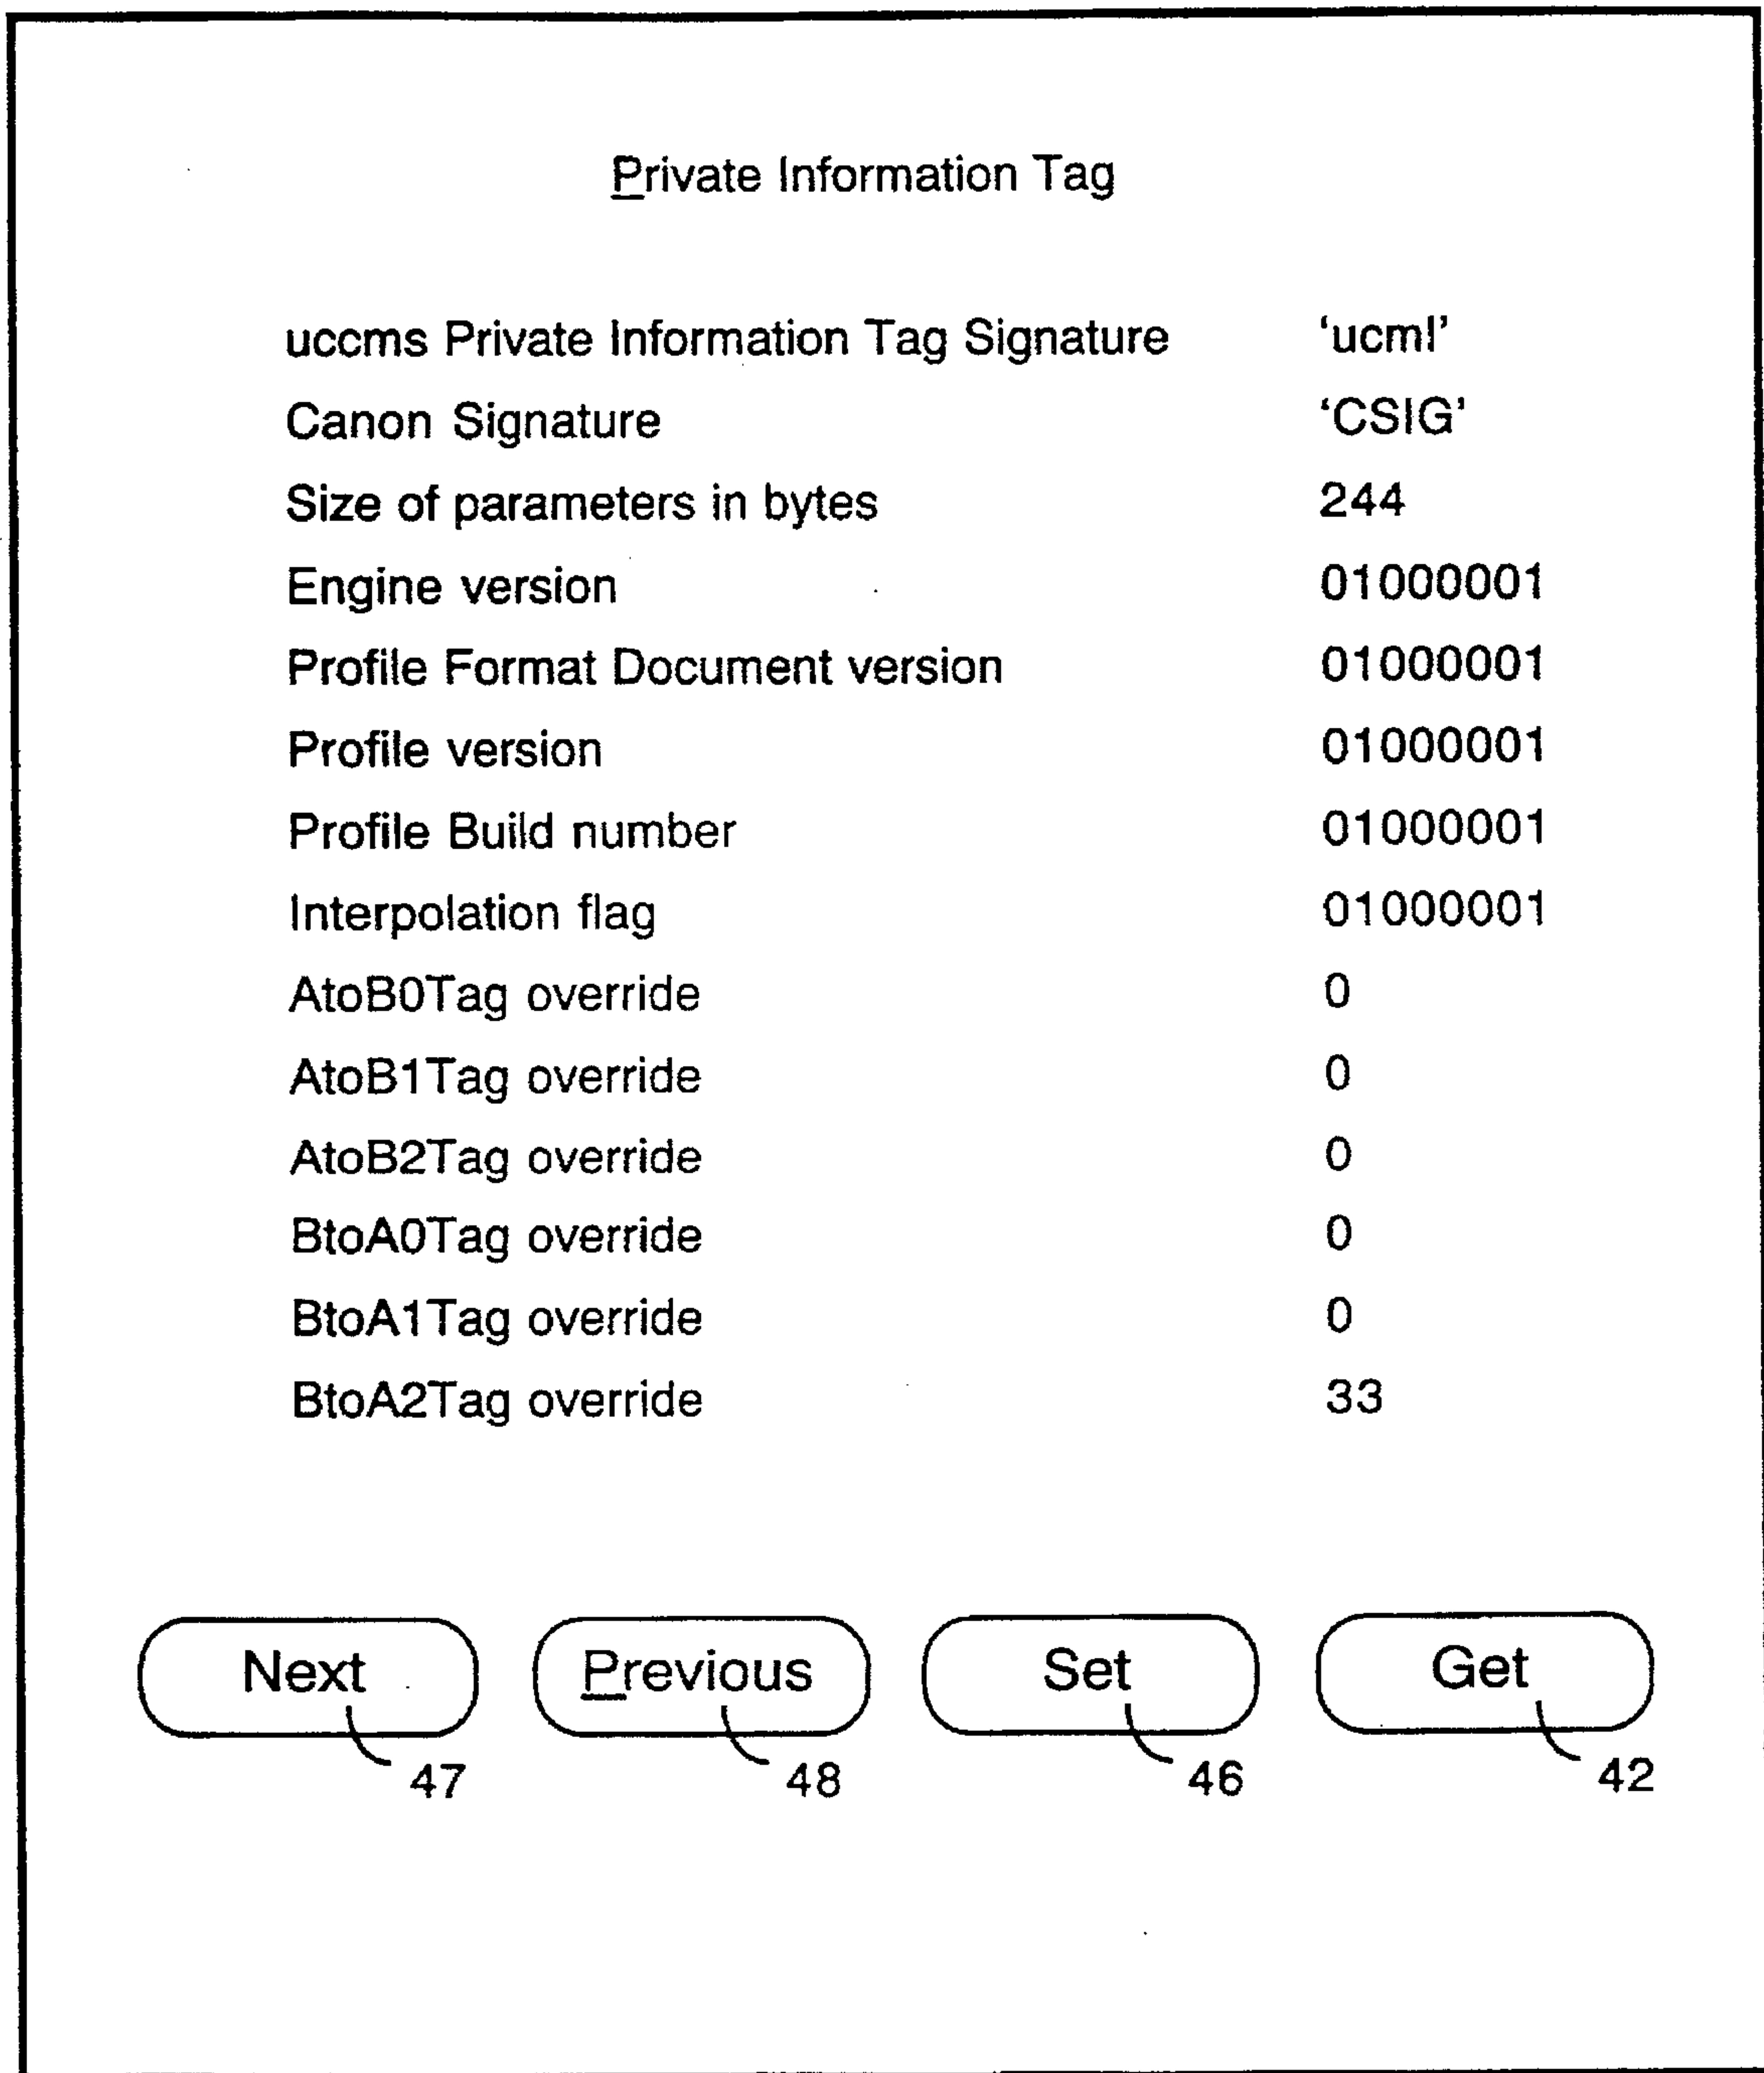 Private Information Tag
uccms Private Information Tag Signature ‘ucmI’
Canon Signature ‘CSIG’
Size of parameters in bytes 244
Engine version 01000001
Profile Format Document version 01000001
Profile version 01000001
Profile Build number 01000001
Interpolation flag 01000001
AtoB0Tag override 0
AtoB1Tag override 0
AtoB2Tag override 0
BtoA0Tag override 0
BtoA1Tag override 0
BtoA2Tag override 33
Next Previous Set Get
47 48 46 42